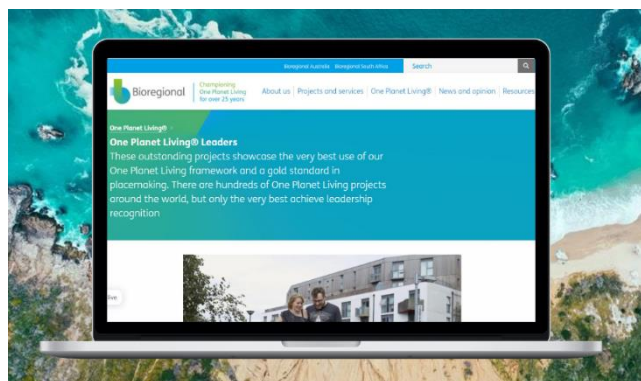 Bioregional Australia Bioregional South Africa Search
Bioregional
Championing
One Planet Living
for over 25 years
About us Projects and services One Planet Living® News and opinion Resources
One Planet Living®
One Planet Living® Leaders
These outstanding projects showcase the very best use of our
One Planet Living framework and a gold standard in
placemaking. There are hundreds of One Planet Living projects
around the world, but only the very best achieve leadership
recognition
live